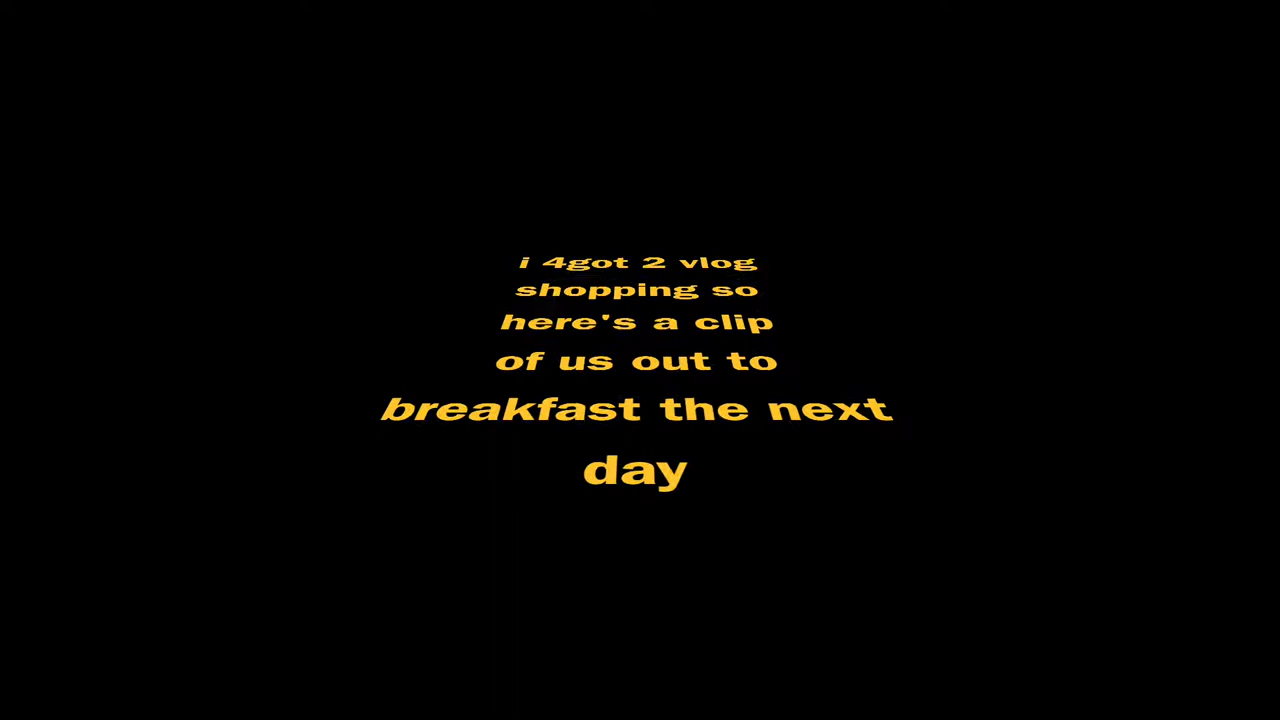 i 4got 2 vlog
shopping so
here's a clip
of us out to
breakfast the next
day